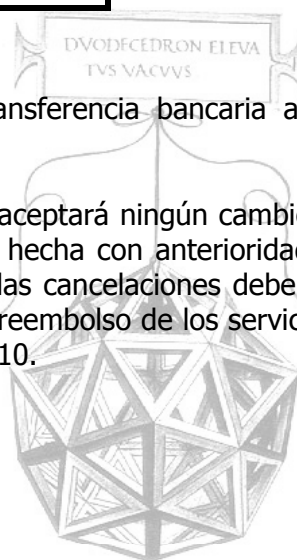 DVODECEDRON ELEVA
TVS VACVVS
ansferencia bancaria a
aceptará ningún cambio
hecha con anterioridad
las cancelaciones debe
reembolso de los servic
10.